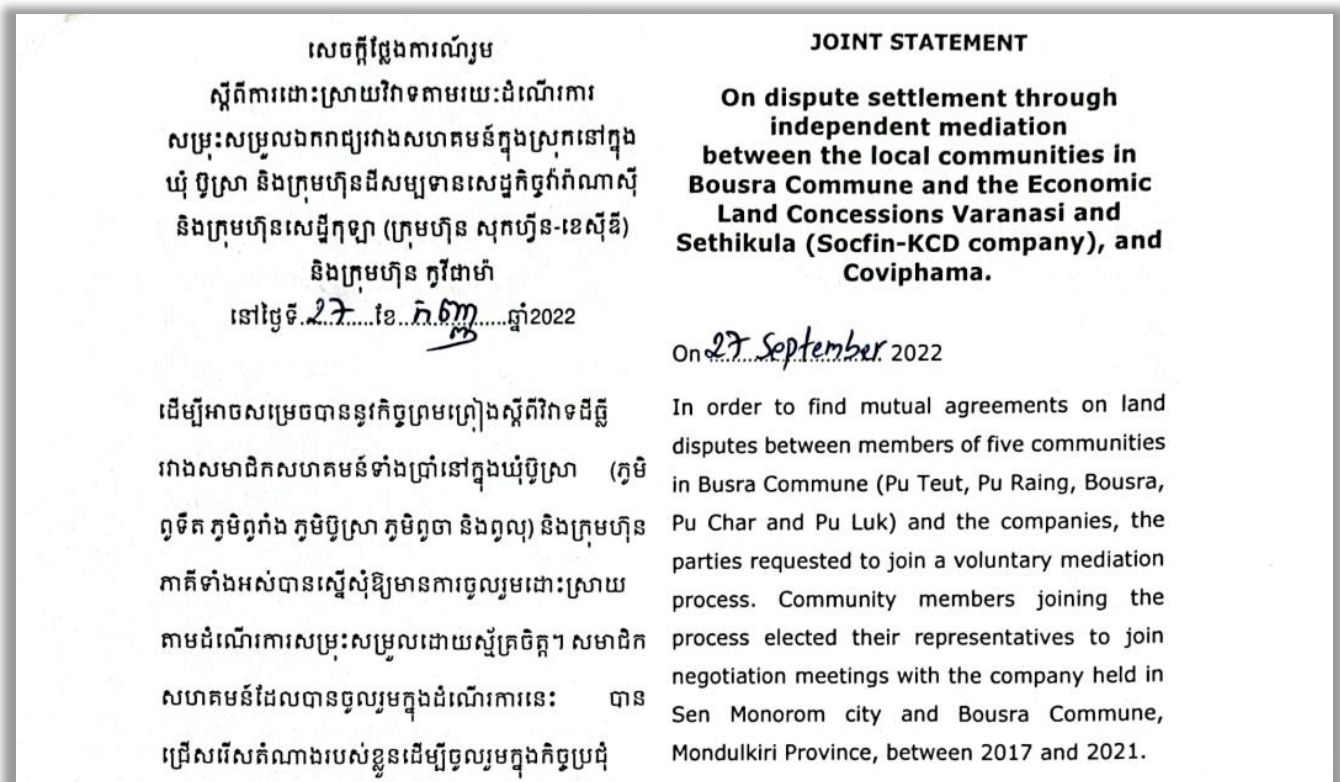 សេចក្តីថ្លែងការណ៍រួម
ស្តីពីការដោះស្រាយវិវាទតាមរយៈដំណើរការ
សម្រុះសម្រួលឯករាជ្យរវាងសហគមន៍ក្នុងស្រុកនៅក្នុង
ឃុំ ប៊ូស្រា និងក្រុមហ៊ុនដីសម្បទានសេដ្ឋកិច្ចវ៉ារ៉ាណាស៊ី
និងក្រុមហ៊ុនសេដ្ឋីកុឡា (ក្រុមហ៊ុន សុកហ្វីន-ខេស៊ីឌី)
និងក្រុមហ៊ុន កូវីផាម៉ា
នៅថ្ងៃទី.27.........ខែ..កញ្ញា......ឆ្នាំ2022
ដើម្បីអាចសម្រេចបាននូវកិច្ចព្រមព្រៀងស្តីពីវិវាទដីធ្លី
រវាងសមាជិកសហគមន៍ទាំងប្រាំនៅក្នុងឃុំប៊ូស្រា (ភូមិ
ពូទឹត ភូមិពូរាំង ភូមិប៊ូស្រា ភូមិពូចា និងពូលុ) និងក្រុមហ៊ុន
ភាគីទាំងអស់បានស្នើសុំឱ្យមានការចូលរួមដោះស្រាយ
តាមដំណើរការសម្រុះសម្រួលដោយស្ម័គ្រចិត្ត។ សមាជិក
សហគមន៍ដែលបានចូលរួមក្នុងដំណើរការនេះ បាន
ជ្រើសរើសតំណាងរបស់ខ្លួនដើម្បីចូលរួមក្នុងកិច្ចប្រជុំ
JOINT STATEMENT
On dispute settlement through
independent mediation
between the local communities in
Bousra Commune and the Economic
Land Concessions Varanasi and
Sethikula (Socfin-KCD company), and
Coviphama.
On 27 September 2022
In order to find mutual agreements on land
disputes between members of five communities
in Busra Commune (Pu Teut, Pu Raing, Bousra,
Pu Char and Pu Luk) and the companies, the
parties requested to join a voluntary mediation
process. Community members joining the
process elected their representatives to join
negotiation meetings with the company held in
Sen Monorom city and Bousra Commune,
Mondulkiri Province, between 2017 and 2021.